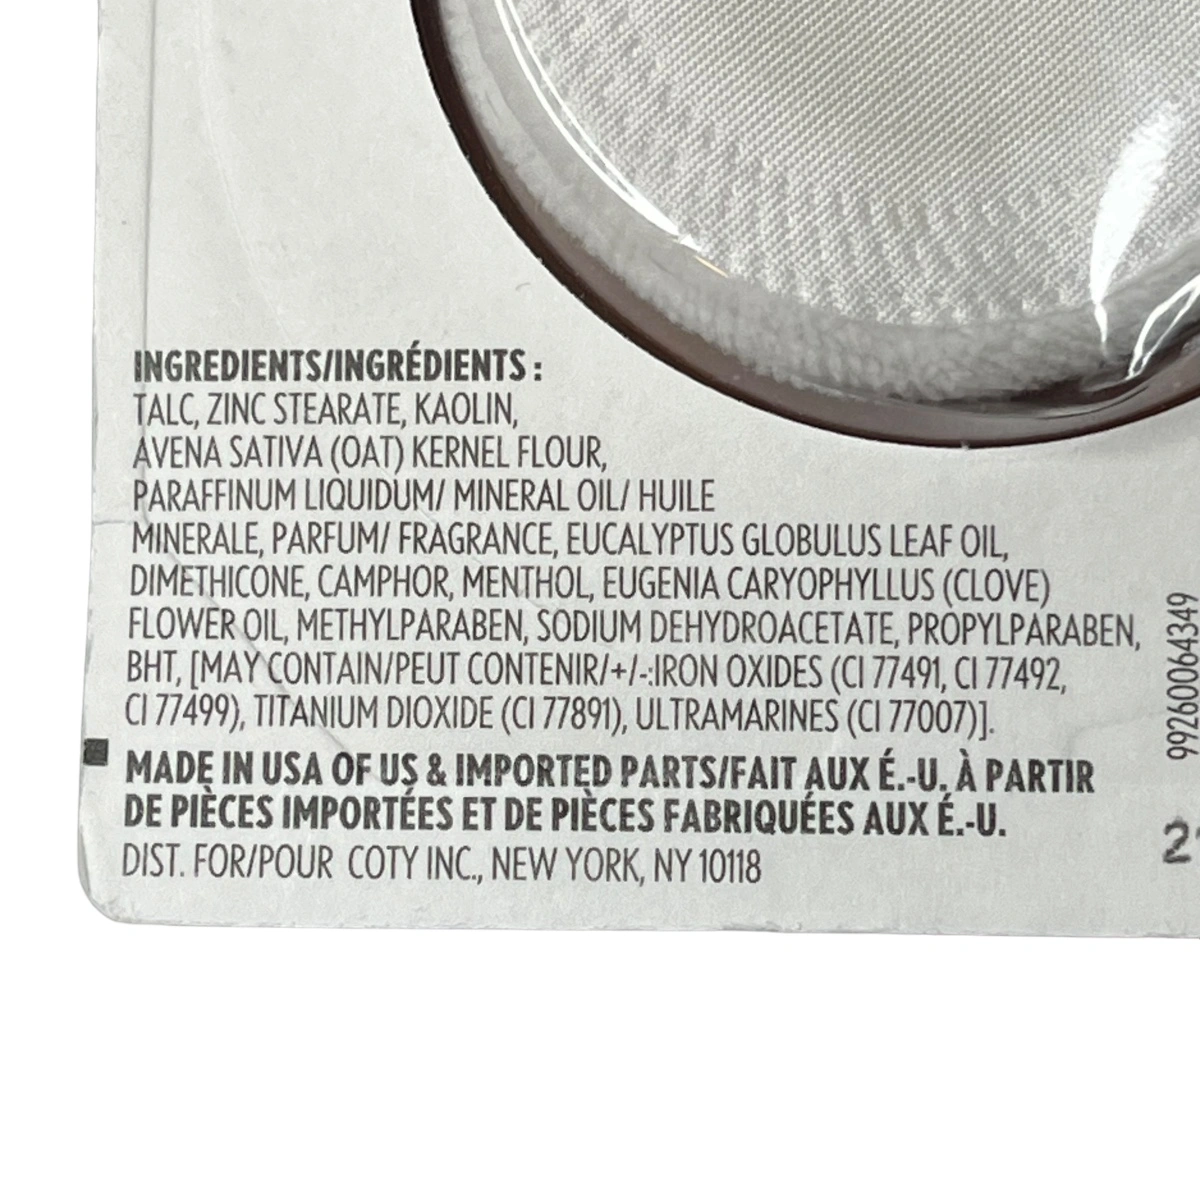 INGREDIENTS/INGRÉDIENTS :
TALC, ZINC STEARATE, KAOLIN,
AVENA SATIVA (OAT) KERNEL FLOUR,
PARAFFINUM LIQUIDUM/ MINERAL OIL/ HUILE
MINERALE, PARFUM/ FRAGRANCE, EUCALYPTUS GLOBULUS LEAF OIL,
DIMETHICONE, CAMPHOR, MENTHOL, EUGENIA CARYOPHYLLUS (CLOVE)
FLOWER OIL, METHYLPARABEN, SODIUM DEHYDROACETATE, PROPYLPARABEN,
BHT, [MAY CONTAIN/PEUT CONTENIR/+/-:IRON OXIDES (CI 77491, CI 77492,
CI 77499), TITANIUM DIOXIDE (CI 77891), ULTRAMARINES (CI 77007)].
MADE IN USA OF US & IMPORTED PARTS/FAIT AUX É.-U. À PARTIR
DE PIÈCES IMPORTÉES ET DE PIÈCES FABRIQUÉES AUX É.-U.
DIST. FOR/POUR COTY INC., NEW YORK, NY 10118
99260064349